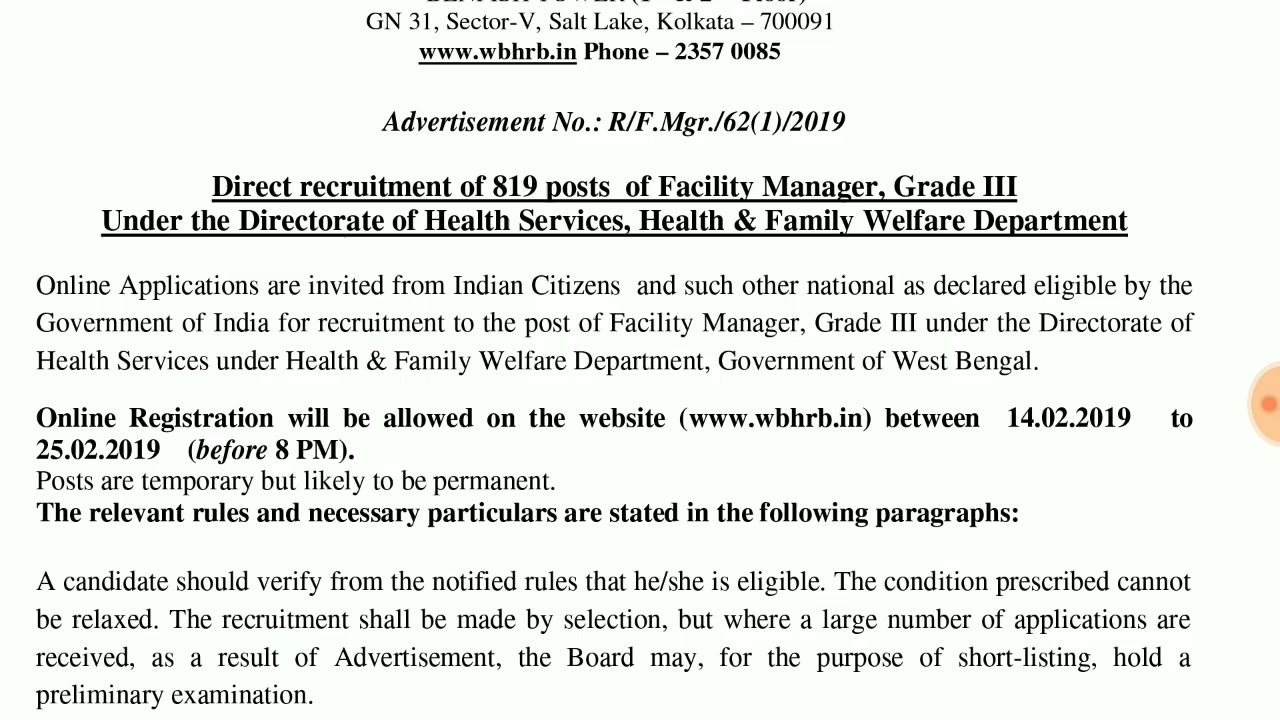 GN 31, Sector-V, Salt Lake, Kolkata – 700091
www.wbhrb.in Phone – 2357 0085
Advertisement No.: R/F.Mgr./62(1)/2019
Direct recruitment of 819 posts of Facility Manager, Grade III
Under the Directorate of Health Services, Health & Family Welfare Department
Online Applications are invited from Indian Citizens and such other national as declared eligible by the
Government of India for recruitment to the post of Facility Manager, Grade III under the Directorate of
Health Services under Health & Family Welfare Department, Government of West Bengal.
Online Registration will be allowed on the website (www.wbhrb.in) between 14.02.2019 to
25.02.2019 (before 8 PM).
Posts are temporary but likely to be permanent.
The relevant rules and necessary particulars are stated in the following paragraphs:
A candidate should verify from the notified rules that he/she is eligible. The condition prescribed cannot
be relaxed. The recruitment shall be made by selection, but where a large number of applications are
received, as a result of Advertisement, the Board may, for the purpose of short-listing, hold a
preliminary examination.